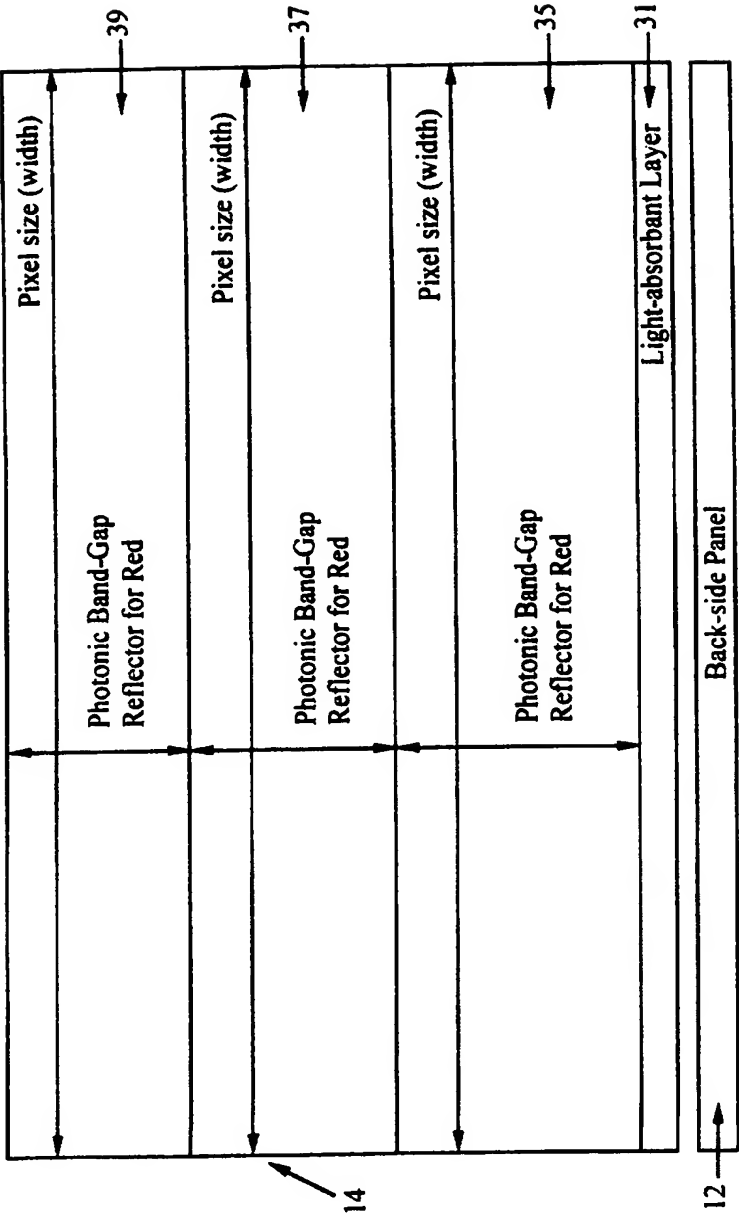 Pixel size (width)
39
Photonic Band-Gap
Reflector for Red
Pixel size (width)
37
Photonic Band-Gap
Reflector for Red
14
Pixel size (width)
35
Photonic Band-Gap
Reflector for Red
Light-absorbant Layer
31
12
Back-side Panel